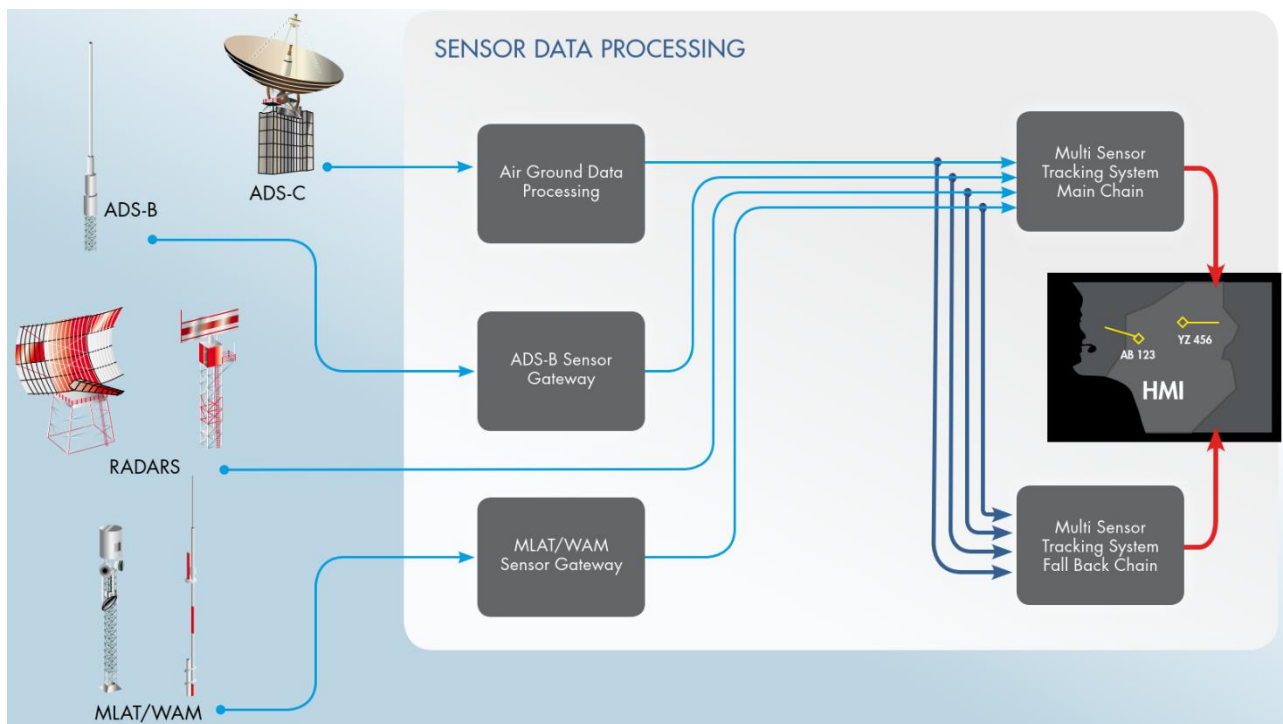 SENSOR DATA PROCESSING
ADS-B
ADS-C
RADARS
MLAT/WAM
Air Ground Data
Processing
ADS-B Sensor
Gateway
MLAT/WAM
Sensor Gateway
Multi Sensor
Tracking System
Main Chain
AB 123
YZ 456
HMI
Multi Sensor
Tracking System
Fall Back Chain